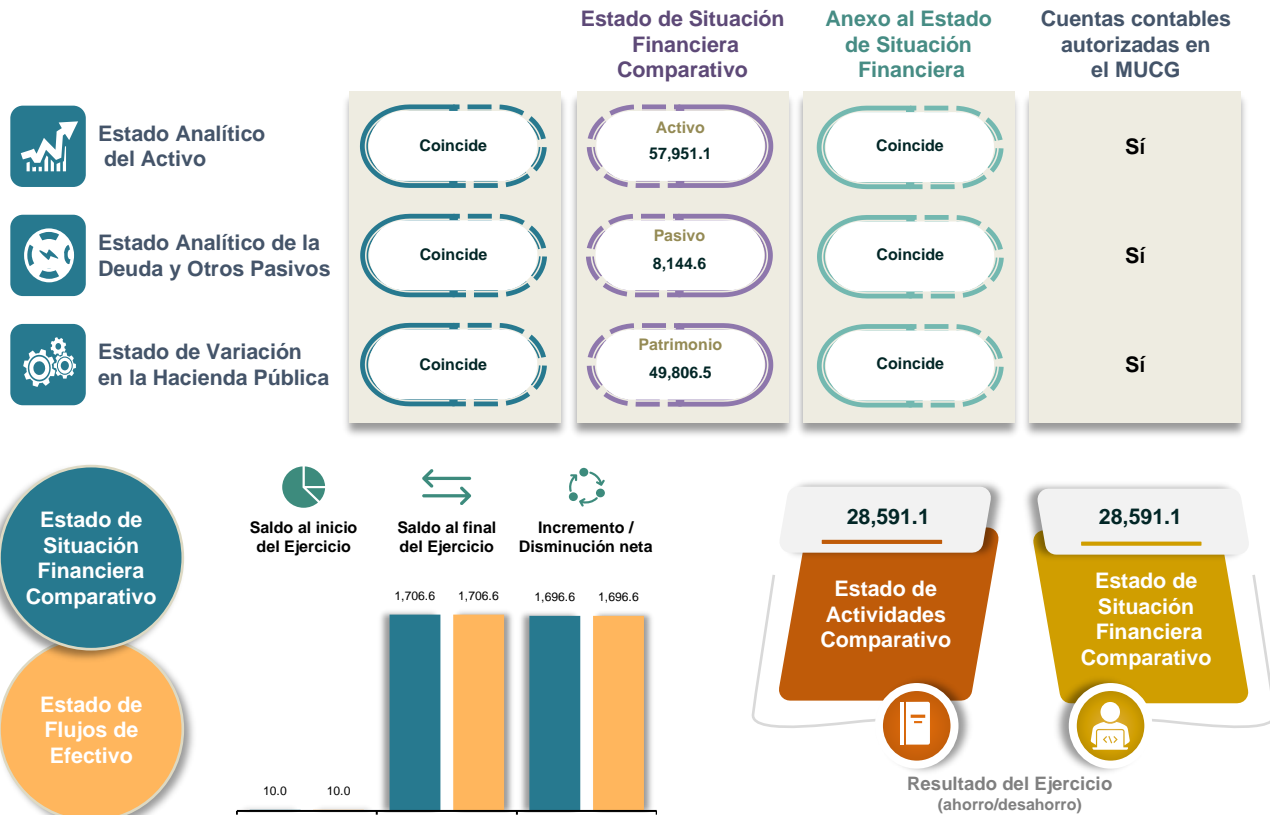 Estado de Situación
Financiera
Comparativo
Anexo al Estado
de Situación
Financiera
Cuentas contables
autorizadas en
el MUCG
Estado Analítico
del Activo
Coincide
Activo
57,951.1
Coincide
Sí
Estado Analítico de la
Deuda y Otros Pasivos
Coincide
Pasivo
8,144.6
Coincide
Sí
Estado de Variación
en la Hacienda Pública
Coincide
Patrimonio
49,806.5
Coincide
Sí
Estado de
Situación
Financiera
Comparativo
Estado de
Flujos de
Efectivo
Saldo al inicio
del Ejercicio
Saldo al final
del Ejercicio
Incremento /
Disminución neta
10.0 10.0
1,706.6 1,706.6
1,696.6 1,696.6
28,591.1
Estado de
Actividades
Comparativo
28,591.1
Estado de
Situación
Financiera
Comparativo
Resultado del Ejercicio
(ahorro/desahorro)